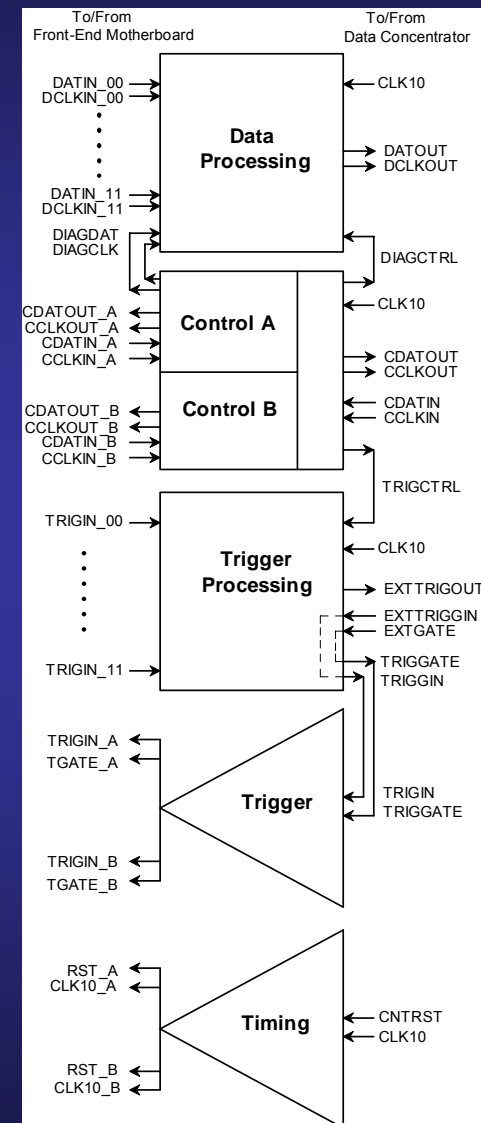 To/From
Front-End Motherboard
To/From
Data Concentrator
DATIN_00
DCLKIN_00
CLK10
Data
Processing
DATOUT
DCLKOUT
DATIN_11
DCLKIN_11
DIAGDAT
DIAGCLK
DIAGCTRL
CDATOUT_A
CCLKOUT_A
CDATIN_A
CCLKIN_A
Control A
CLK10
CDATOUT
CCLKOUT
CDATOUT_B
CCLKOUT_B
CDATIN_B
CCLKIN_B
Control B
CDATIN
CCLKIN
TRIGCTRL
TRIGIN_00
CLK10
Trigger
Processing
EXTTRIGOUT
EXTTRIGGIN
EXTGATE
TRIGIN_11
TRIGGATE
TRIGGIN
TRIGIN_A
TGATE_A
Trigger
TRIGIN
TRIGGATE
TRIGIN_B
TGATE_B
RST_A
CLK10_A
Timing
CNTRST
CLK10
RST_B
CLK10_B